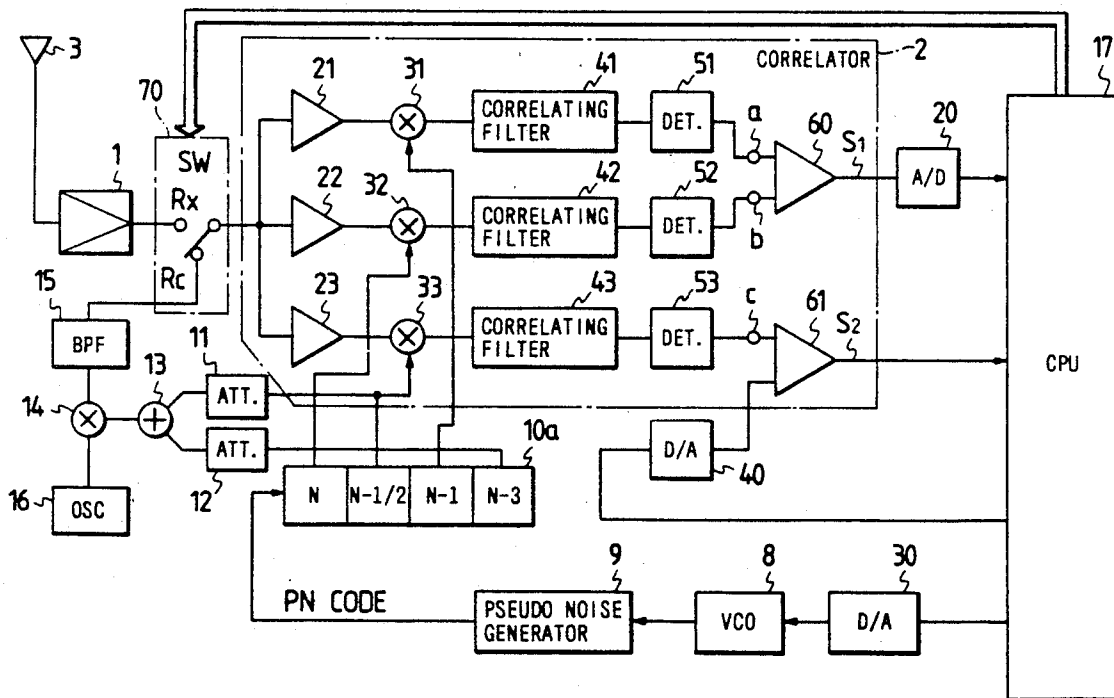 3
70
SW
Rx
Rc
1
21
31
41
51
CORRELATOR
2
17
CORRELATING
FILTER
DET.
a
60
S1
20
A/D
22
32
42
52
CORRELATING
FILTER
DET.
b
15
BPF
23
33
43
53
CORRELATING
FILTER
DET.
c
61
S2
CPU
11
13
ATT.
14
ATT.
12
10a
D/A
40
16
OSC
N
N-1/2
N-1
N-3
9
8
30
PN CODE
PSEUDO NOISE
GENERATOR
VCO
D/A